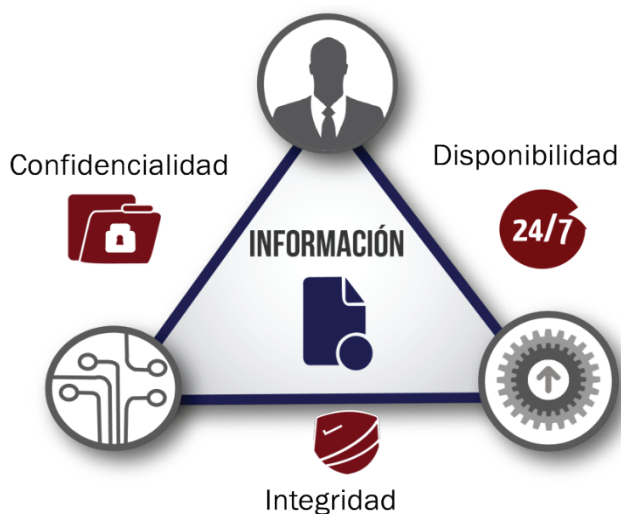 Confidencialidad
Disponibilidad
24/7
INFORMACIÓN
Integridad